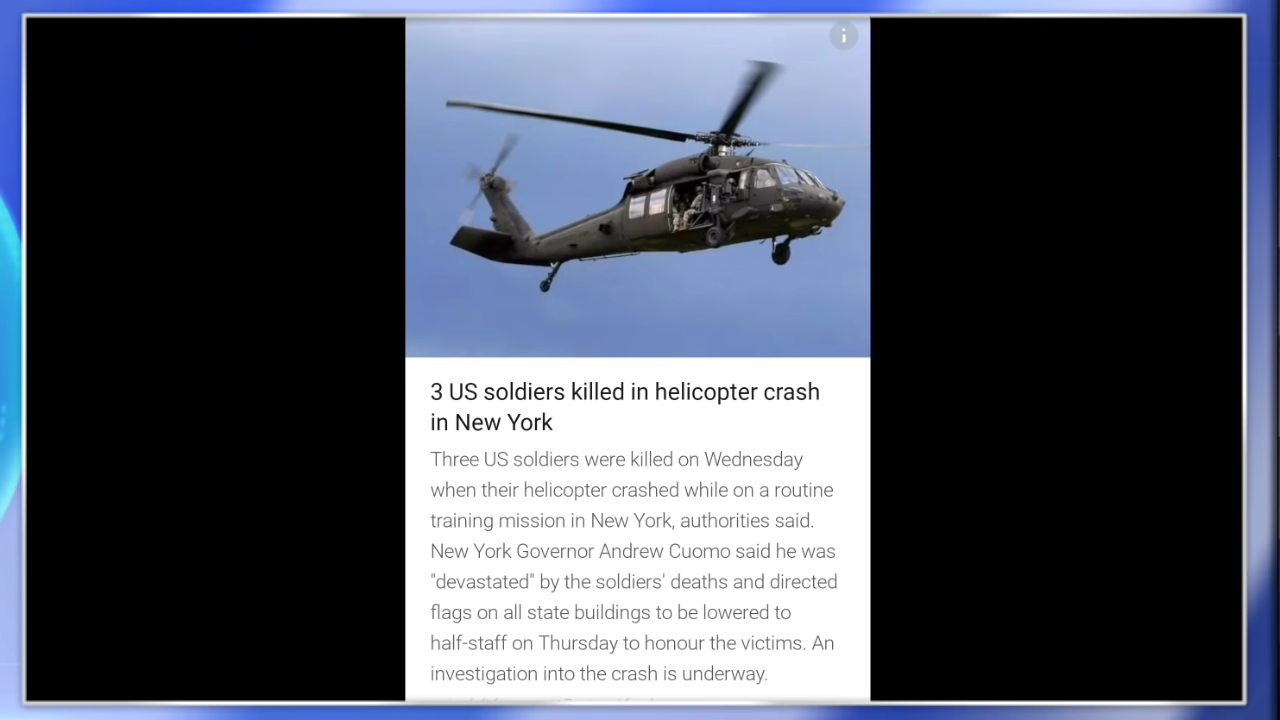 3 US soldiers killed in helicopter crash
in New York
Three US soldiers were killed on Wednesday
when their helicopter crashed while on a routine
training mission in New York, authorities said.
New York Governor Andrew Cuomo said he was
"devastated" by the soldiers' deaths and directed
flags on all state buildings to be lowered to
half-staff on Thursday to honour the victims. An
investigation into the crash is underway.